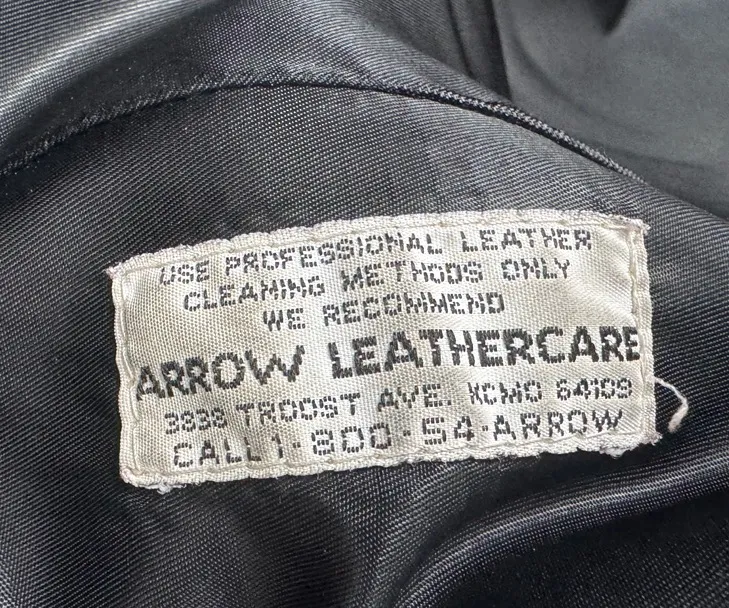 USE PROFESSIONAL LEATHER
CLEANING METHODS ONLY
WE RECOMMEND
ARROW LEATHERCARE
3838 TROOST AVE. KCMO 64109
CALL 1-800-54-ARROW